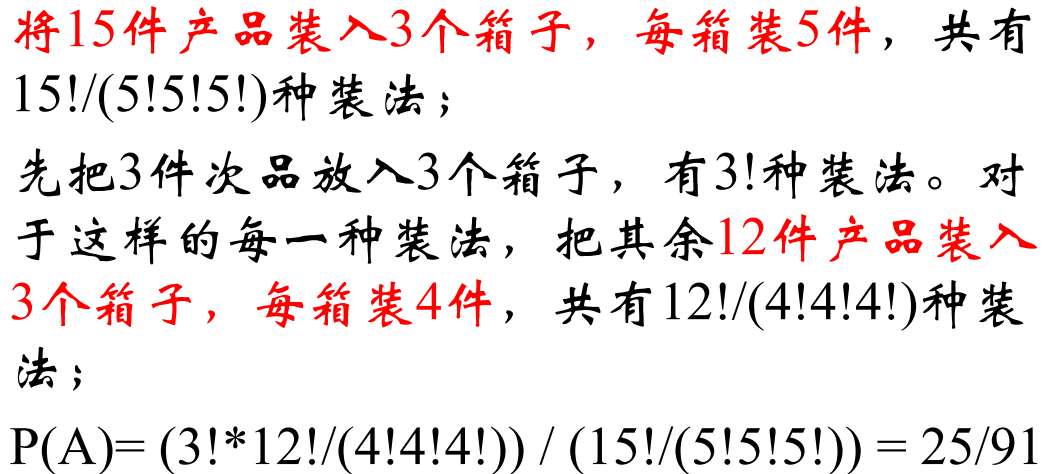 将15件产品装入3个箱子，每箱装5件，共有
15!/(5!5!5!)种装法；
先把3件次品放入3个箱子，有3!种装法。对
于这样的每一种装法，把其余12件产品装入
3个箱子，每箱装4件，共有12!/(4!4!4!)种装
法；
P(A)= (3!*12!/(4!4!4!)) / (15!/(5!5!5!)) = 25/91